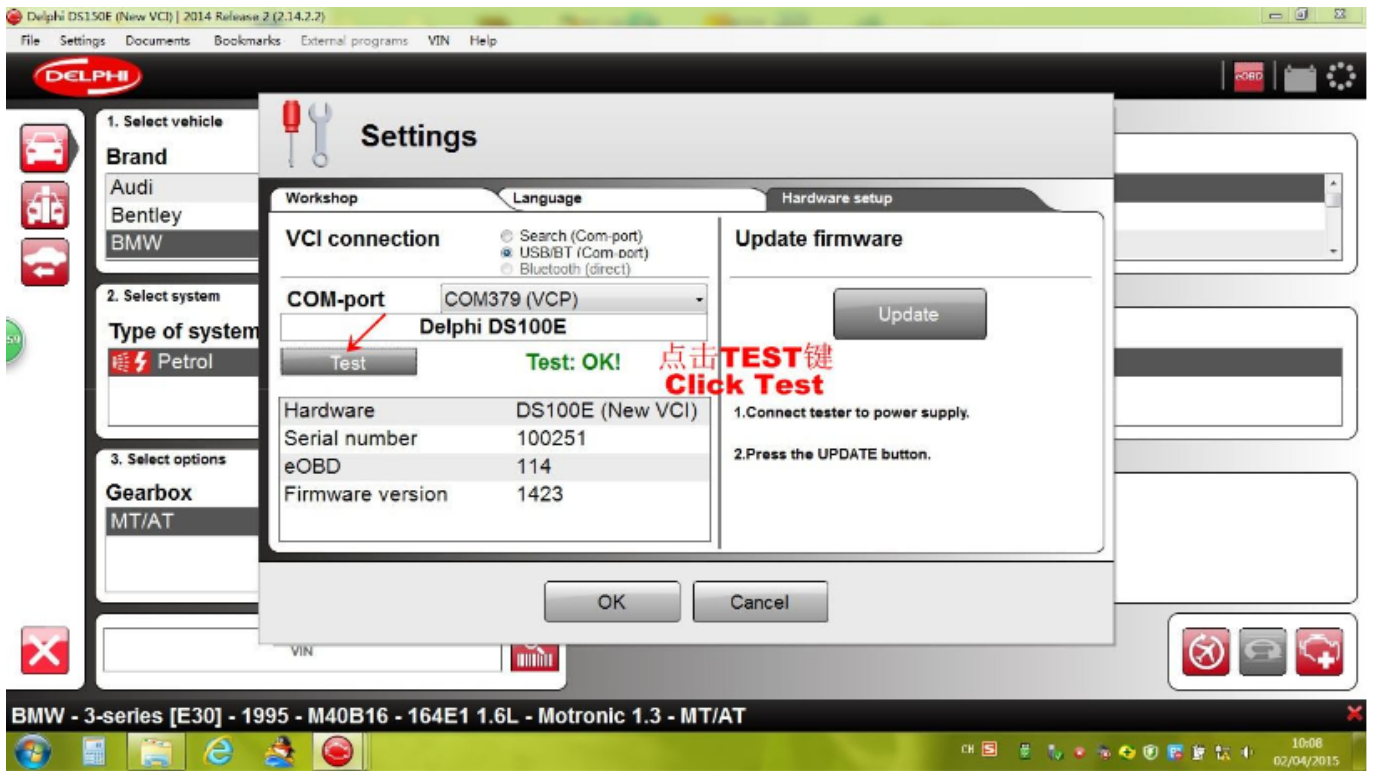 Delphi DS150E (New VCI) | 2014 Release 2 (2.14.2.2)
File Settings Documents Bookmarks External programs VIN Help
DELPHI
eOBD
1. Select vehicle
Brand
Audi
Bentley
BMW
2. Select system
Type of system
Petrol
3. Select options
Gearbox
MT/AT
Settings
Workshop Language Hardware setup
VCI connection
Search (Com-port)
USB/BT (Com-port)
Bluetooth (direct)
COM-port COM379 (VCP)
Delphi DS100E
Test Test: OK!
Hardware DS100E (New VCI)
Serial number 100251
eOBD 114
Firmware version 1423
Update firmware
Update
点击TEST键
Click Test
1.Connect tester to power supply.
2.Press the UPDATE button.
OK Cancel
VIN
BMW - 3-series [E30] - 1995 - M40B16 - 164E1 1.6L - Motronic 1.3 - MT/AT
59
CH S
10:08
02/04/2015